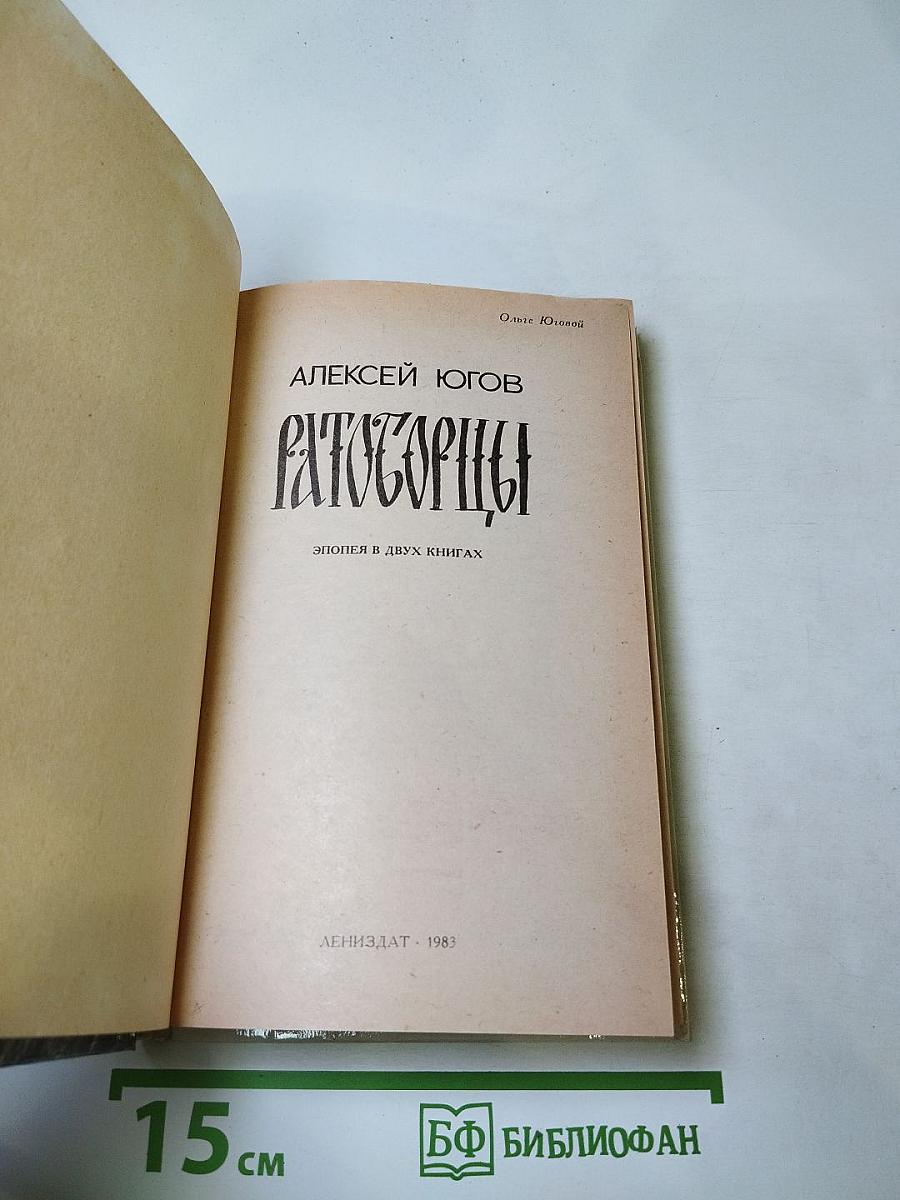 Ольге Юговой
АЛЕКСЕЙ ЮГОВ
РАТОБОРЦЫ
ЭПОПЕЯ В ДВУХ КНИГАХ
ЛЕНИЗДАТ · 1983
15 см
БФ БИБЛИОФАН